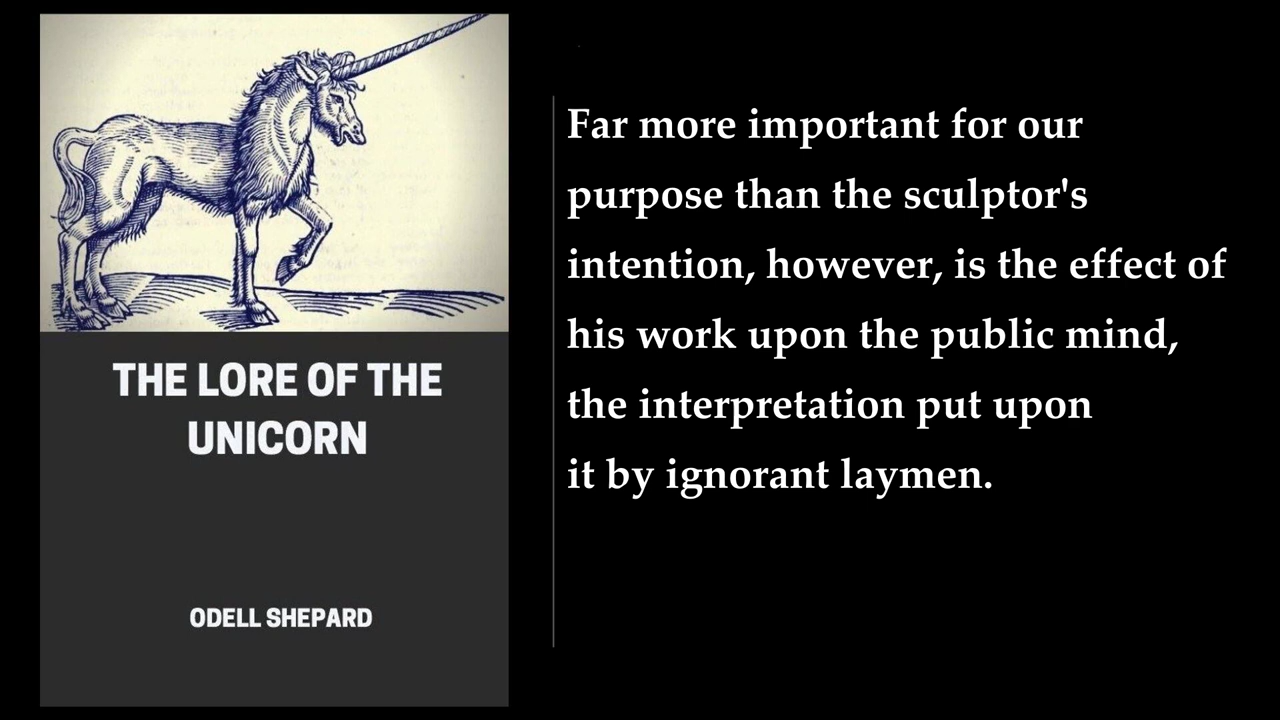 THE LORE OF THE
UNICORN
ODELL SHEPARD
Far more important for our
purpose than the sculptor's
intention, however, is the effect of
his work upon the public mind,
the interpretation put upon
it by ignorant laymen.